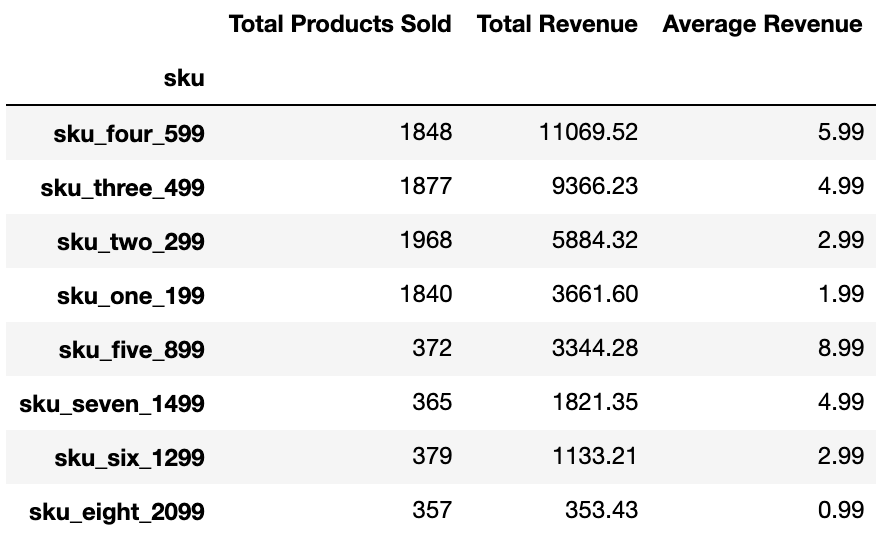 Total Products Sold Total Revenue Average Revenue
sku
sku_four_599 1848 11069.52 5.99
sku_three_499 1877 9366.23 4.99
sku_two_299 1968 5884.32 2.99
sku_one_199 1840 3661.60 1.99
sku_five_899 372 3344.28 8.99
sku_seven_1499 365 1821.35 4.99
sku_six_1299 379 1133.21 2.99
sku_eight_2099 357 353.43 0.99